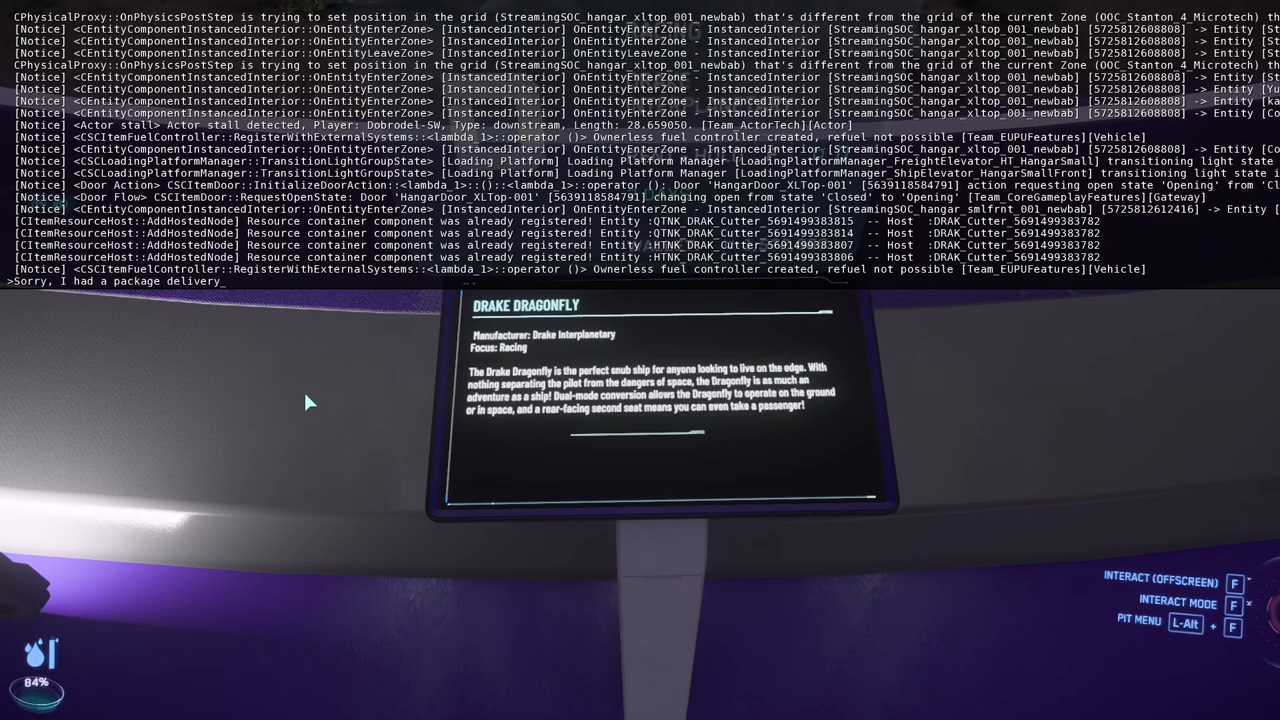 CPhysicalProxy::OnPhysicsPostStep is trying to set position in the grid (StreamingSOC_hangar_xltop_001_newbab) that's different from the grid of the current Zone (OOC_Stanton_4_Microtech) th
[Notice] <CEntityComponentInstancedInterior::OnEntityEnterZone> [InstancedInterior] OnEntityEnterZone - InstancedInterior [StreamingSOC_hangar_xltop_001_newbab] [5725812608808] -> Entity [St
[Notice] <CEntityComponentInstancedInterior::OnEntityEnterZone> [InstancedInterior] OnEntityEnterZone - InstancedInterior [StreamingSOC_hangar_xltop_001_newbab] [5725812608808] -> Entity [St
[Notice] <CEntityComponentInstancedInterior::OnEntityLeaveZone> [InstancedInterior] OnEntityLeaveZone - InstancedInterior [StreamingSOC_hangar_xltop_001_newbab] [5725812608808] -> Entity [St
CPhysicalProxy::OnPhysicsPostStep is trying to set position in the grid (StreamingSOC_hangar_xltop_001_newbab) that's different from the grid of the current Zone (OOC_Stanton_4_Microtech) th
[Notice] <CEntityComponentInstancedInterior::OnEntityEnterZone> [InstancedInterior] OnEntityEnterZone - InstancedInterior [StreamingSOC_hangar_xltop_001_newbab] [5725812608808] -> Entity [St
[Notice] <CEntityComponentInstancedInterior::OnEntityEnterZone> [InstancedInterior] OnEntityEnterZone - InstancedInterior [StreamingSOC_hangar_xltop_001_newbab] [5725812608808] -> Entity [Yu
[Notice] <CEntityComponentInstancedInterior::OnEntityEnterZone> [InstancedInterior] OnEntityEnterZone - InstancedInterior [StreamingSOC_hangar_xltop_001_newbab] [5725812608808] -> Entity [ka
[Notice] <CEntityComponentInstancedInterior::OnEntityEnterZone> [InstancedInterior] OnEntityEnterZone - InstancedInterior [StreamingSOC_hangar_xltop_001_newbab] [5725812608808] -> Entity [Co
[Notice] <Actor stall> Actor stall detected, Player: Dobrodel-SW, Type: downstream, Length: 28.659050. [Team_ActorTech][Actor]
[Notice] <CSCItemFuelController::RegisterWithExternalSystems::<lambda_1>::operator ()> Ownerless fuel controller created, refuel not possible [Team_EUPUFeatures][Vehicle]
[Notice] <CEntityComponentInstancedInterior::OnEntityEnterZone> [InstancedInterior] OnEntityEnterZone - InstancedInterior [StreamingSOC_hangar_xltop_001_newbab] [5725812608808] -> Entity [Co
[Notice] <CSCLoadingPlatformManager::TransitionLightGroupState> [Loading Platform] Loading Platform Manager [LoadingPlatformManager_FreightElevator_HT_HangarSmall] transitioning light state
[Notice] <CSCLoadingPlatformManager::TransitionLightGroupState> [Loading Platform] Loading Platform Manager [LoadingPlatformManager_ShipElevator_HangarSmallFront] transitioning light state i
[Notice] <Door Action> CSCItemDoor::InitializeDoorAction::<lambda_1>::()::<lambda_1>::operator (): Door 'HangarDoor_XLTop-001' [5639118584791] action requesting open state 'Opening' from 'Cl
[Notice] <Door Flow> CSCItemDoor::RequestOpenState: Door 'HangarDoor_XLTop-001' [5639118584791] changing open from state 'Closed' to 'Opening' [Team_CoreGameplayFeatures][Gateway]
[Notice] <CEntityComponentInstancedInterior::OnEntityEnterZone> [InstancedInterior] OnEntityEnterZone - InstancedInterior [StreamingSOC_hangar_smlfrnt_001_newbab] [5725812612416] -> Entity [
[CItemResourceHost::AddHostedNode] Resource container component was already registered! Entity :QTNK_DRAK_Cutter_5691499383815  -- Host  :DRAK_Cutter_5691499383782
[CItemResourceHost::AddHostedNode] Resource container component was already registered! Entity :QTNK_DRAK_Cutter_5691499383814  -- Host  :DRAK_Cutter_5691499383782
[CItemResourceHost::AddHostedNode] Resource container component was already registered! Entity :HTNK_DRAK_Cutter_5691499383807  -- Host  :DRAK_Cutter_5691499383782
[CItemResourceHost::AddHostedNode] Resource container component was already registered! Entity :HTNK_DRAK_Cutter_5691499383806  -- Host  :DRAK_Cutter_5691499383782
[Notice] <CSCItemFuelController::RegisterWithExternalSystems::<lambda_1>::operator ()> Ownerless fuel controller created, refuel not possible [Team_EUPUFeatures][Vehicle]
>Sorry, I had a package delivery_
DRAKE DRAGONFLY
Manufacturer: Drake Interplanetary
Focus: Racing
The Drake Dragonfly is the perfect snub ship for anyone looking to live on the edge. With
nothing separating the pilot from the dangers of space, the Dragonfly is as much an
adventure as a ship! Dual-mode conversion allows the Dragonfly to operate on the ground
or in space, and a rear-facing second seat means you can even take a passenger!
INTERACT (OFFSCREEN) F
INTERACT MODE F
PIT MENU L-Alt + F
84%